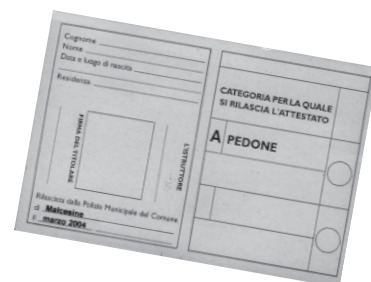 Cognome
Nome
Data e luogo di nascita
Residenza
FIRMA DEL TITOLARE
L'ISTRUTTORE
Rilasciata dalla Polizia Municipale del Comune
di Malcesine
il marzo 2004
CATEGORIA PER LA QUALE
SI RILASCIA L'ATTESTATO
A PEDONE